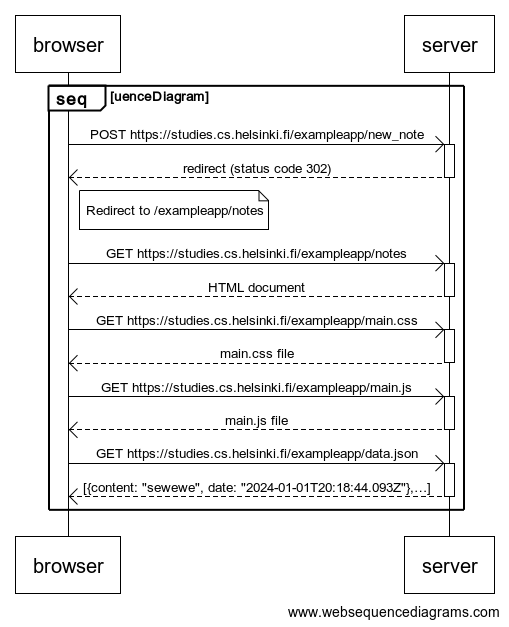 browser
server
seq
[uenceDiagram]
POST https://studies.cs.helsinki.fi/exampleapp/new_note
redirect (status code 302)
Redirect to /exampleapp/notes
GET https://studies.cs.helsinki.fi/exampleapp/notes
HTML document
GET https://studies.cs.helsinki.fi/exampleapp/main.css
main.css file
GET https://studies.cs.helsinki.fi/exampleapp/main.js
main.js file
GET https://studies.cs.helsinki.fi/exampleapp/data.json
[{content: "sewewe", date: "2024-01-01T20:18:44.093Z"},…]
browser
server
www.websequencediagrams.com